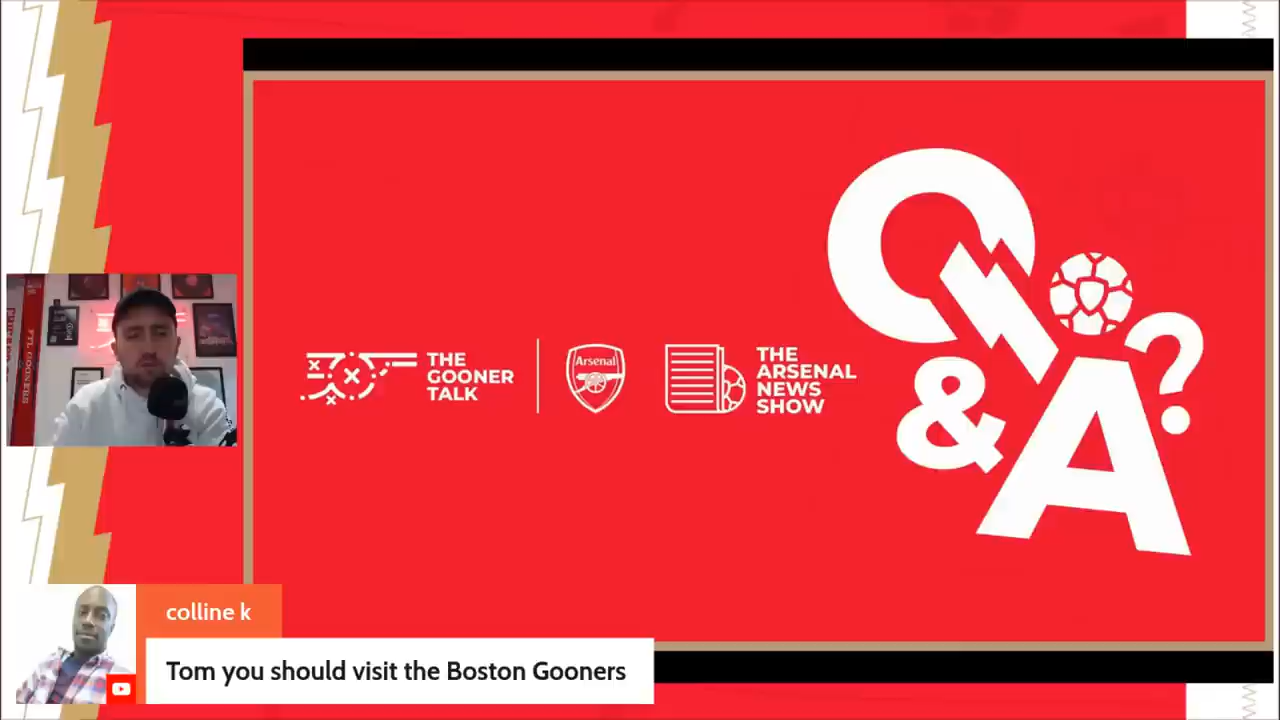 THE
GOONER
TALK
Arsenal
THE
ARSENAL
NEWS
SHOW
Q
&
A?
colline k
Tom you should visit the Boston Gooners